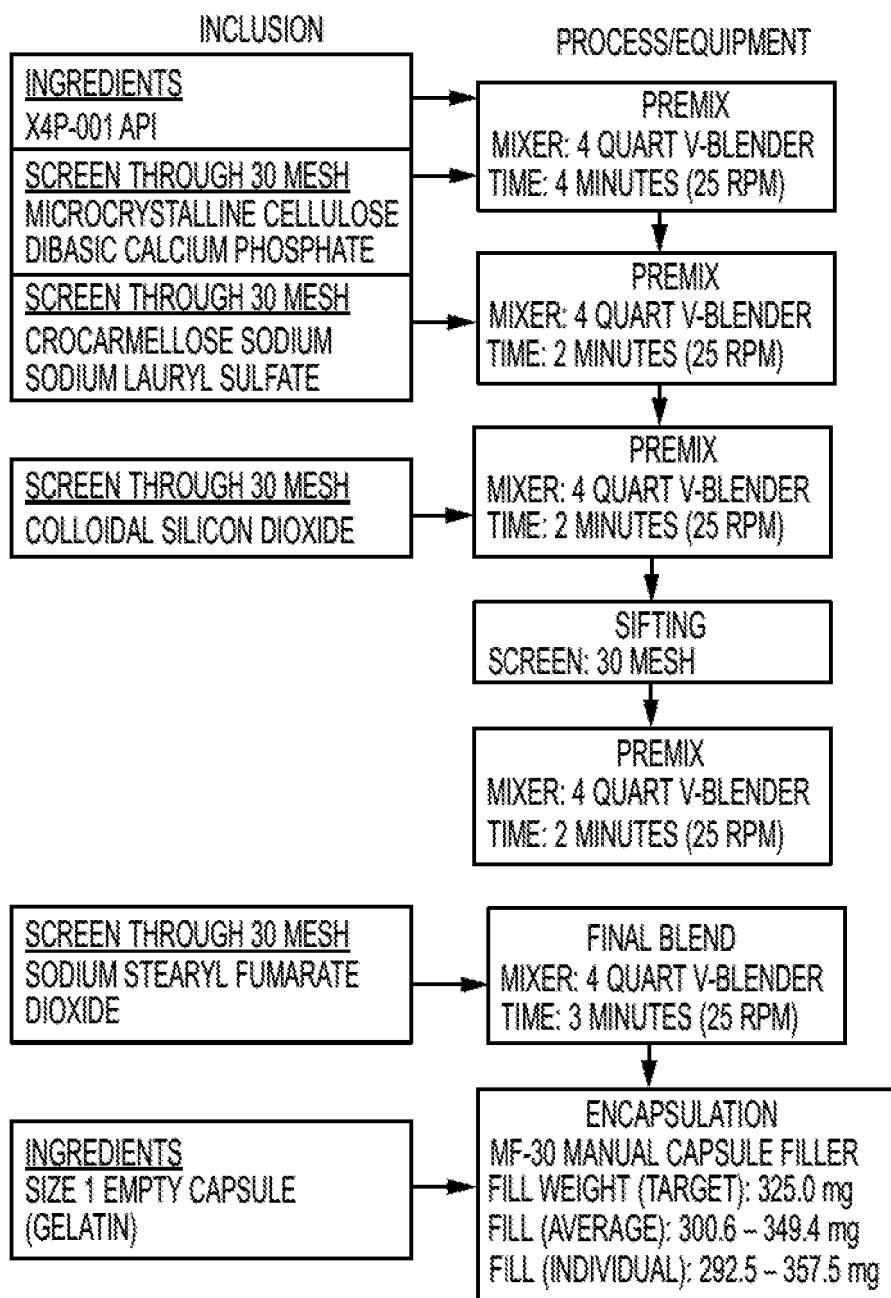 INCLUSION
PROCESS/EQUIPMENT
INGREDIENTS
X4P-001 API
SCREEN THROUGH 30 MESH
MICROCRYSTALLINE CELLULOSE
DIBASIC CALCIUM PHOSPHATE
SCREEN THROUGH 30 MESH
CROCARMELLOSE SODIUM
SODIUM LAURYL SULFATE
PREMIX
MIXER: 4 QUART V-BLENDER
TIME: 4 MINUTES (25 RPM)
PREMIX
MIXER: 4 QUART V-BLENDER
TIME: 2 MINUTES (25 RPM)
SCREEN THROUGH 30 MESH
COLLOIDAL SILICON DIOXIDE
PREMIX
MIXER: 4 QUART V-BLENDER
TIME: 2 MINUTES (25 RPM)
SIFTING
SCREEN: 30 MESH
PREMIX
MIXER: 4 QUART V-BLENDER
TIME: 2 MINUTES (25 RPM)
SCREEN THROUGH 30 MESH
SODIUM STEARYL FUMARATE
DIOXIDE
FINAL BLEND
MIXER: 4 QUART V-BLENDER
TIME: 3 MINUTES (25 RPM)
INGREDIENTS
SIZE 1 EMPTY CAPSULE
(GELATIN)
ENCAPSULATION
MF-30 MANUAL CAPSULE FILLER
FILL WEIGHT (TARGET): 325.0 mg
FILL (AVERAGE): 300.6 – 349.4 mg
FILL (INDIVIDUAL): 292.5 – 357.5 mg